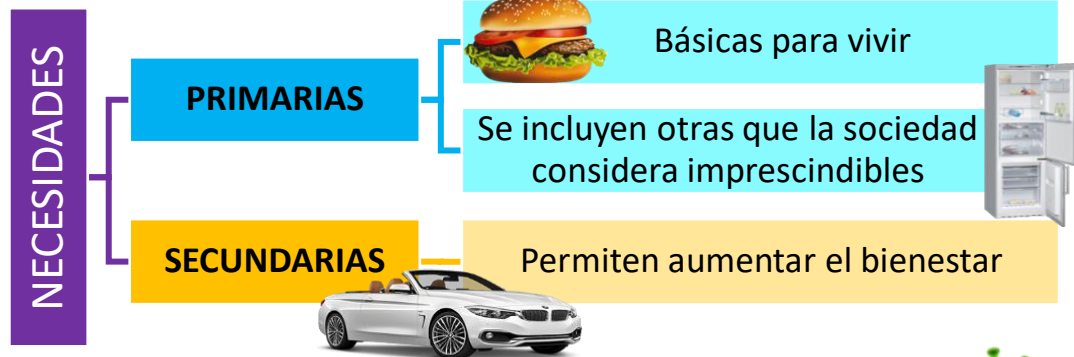 NECESIDADES
PRIMARIAS
Básicas para vivir
Se incluyen otras que la sociedad
considera imprescindibles
SECUNDARIAS
Permiten aumentar el bienestar